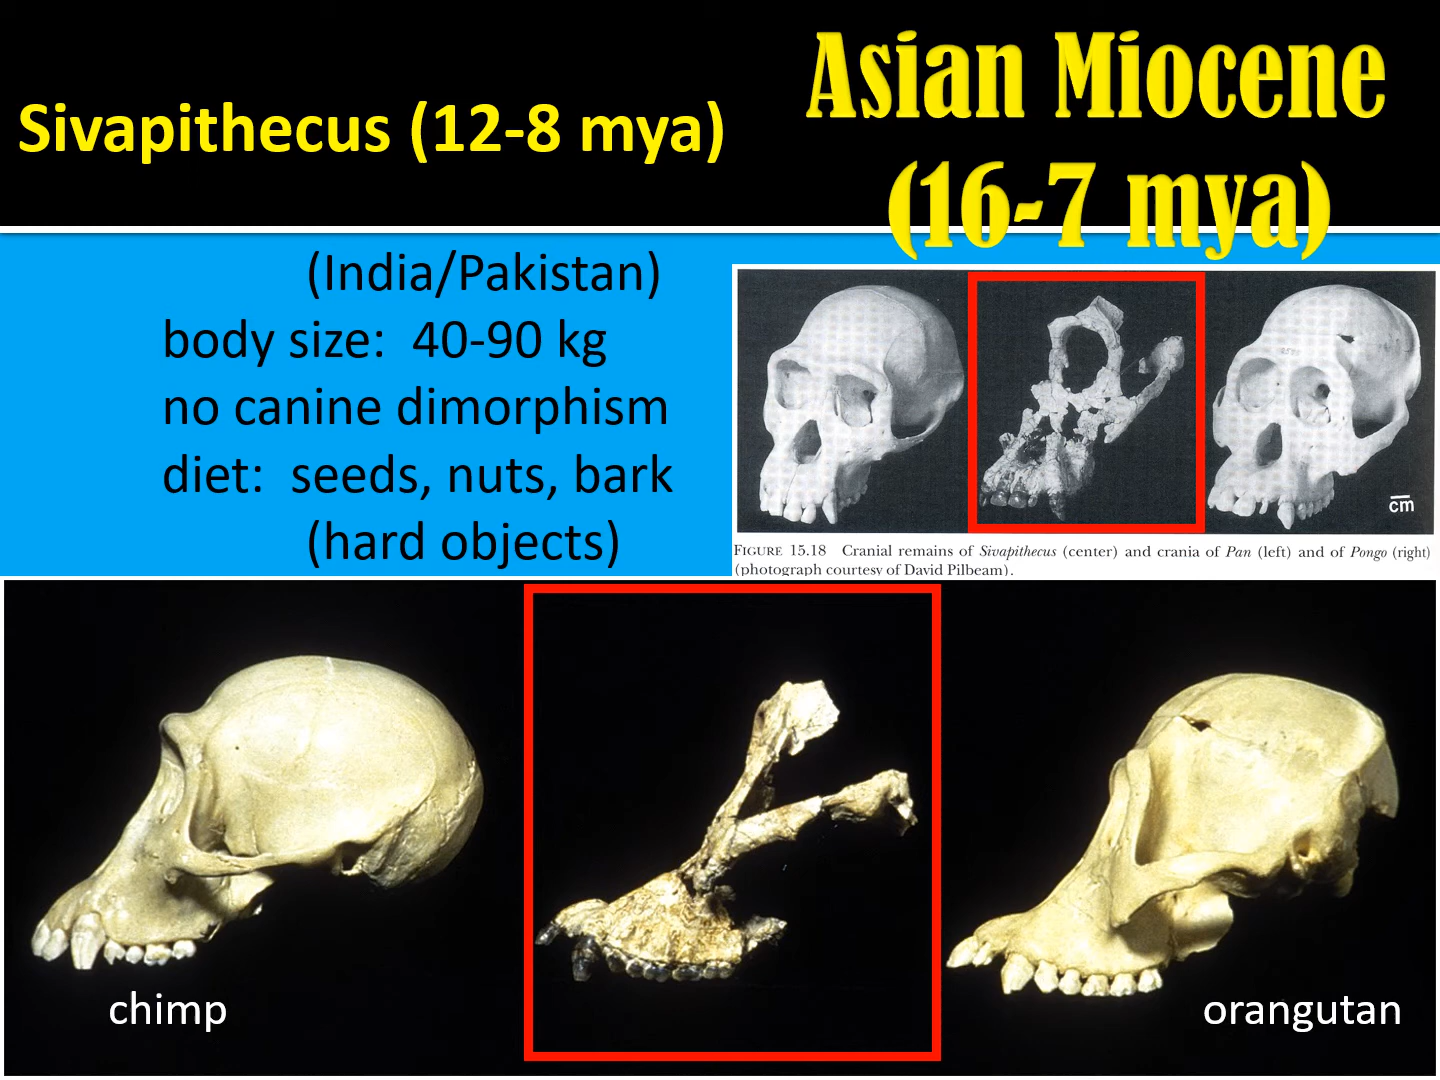 Sivapithecus (12-8 mya)
Asian Miocene
(16-7 mya)
(India/Pakistan)
body size:  40-90 kg
no canine dimorphism
diet:  seeds, nuts, bark
(hard objects)
cm
FIGURE 15.18  Cranial remains of Sivapithecus (center) and crania of Pan (left) and of Pongo (right)
(photograph courtesy of David Pilbeam).
chimp
orangutan